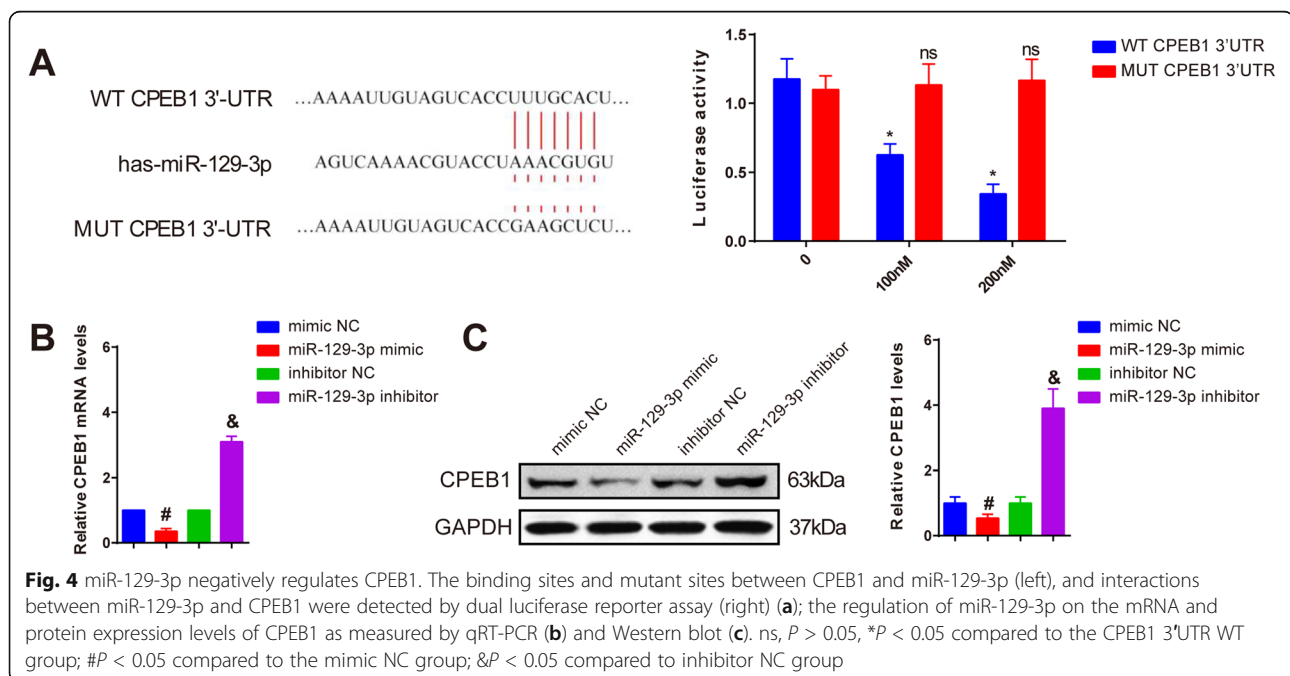 A
WT CPEB1 3'-UTR
...AAAAUUGUAGUCACCUUUGCACU...
has-miR-129-3p
AGUCAAAACGUACCUAAACGUGU
MUT CPEB1 3'-UTR
...AAAAUUGUAGUCACCGAAGCUCU...
Luciferase activity
1.5
1.0
0.5
0.0
*
ns
*
ns
0
100nM
200nM
WT CPEB1 3'UTR
MUT CPEB1 3'UTR
B
Relative CPEB1 mRNA levels
6
4
2
0
#
&
mimic NC
miR-129-3p mimic
inhibitor NC
miR-129-3p inhibitor
C
mimic NC
miR-129-3p mimic
inhibitor NC
miR-129-3p inhibitor
CPEB1
63kDa
GAPDH
37kDa
Relative CPEB1 levels
6
4
2
0
#
&
mimic NC
miR-129-3p mimic
inhibitor NC
miR-129-3p inhibitor
Fig. 4 miR-129-3p negatively regulates CPEB1. The binding sites and mutant sites between CPEB1 and miR-129-3p (left), and interactions
between miR-129-3p and CPEB1 were detected by dual luciferase reporter assay (right) (a); the regulation of miR-129-3p on the mRNA and
protein expression levels of CPEB1 as measured by qRT-PCR (b) and Western blot (c). ns, P > 0.05, *P < 0.05 compared to the CPEB1 3′UTR WT
group; #P < 0.05 compared to the mimic NC group; &P < 0.05 compared to inhibitor NC group